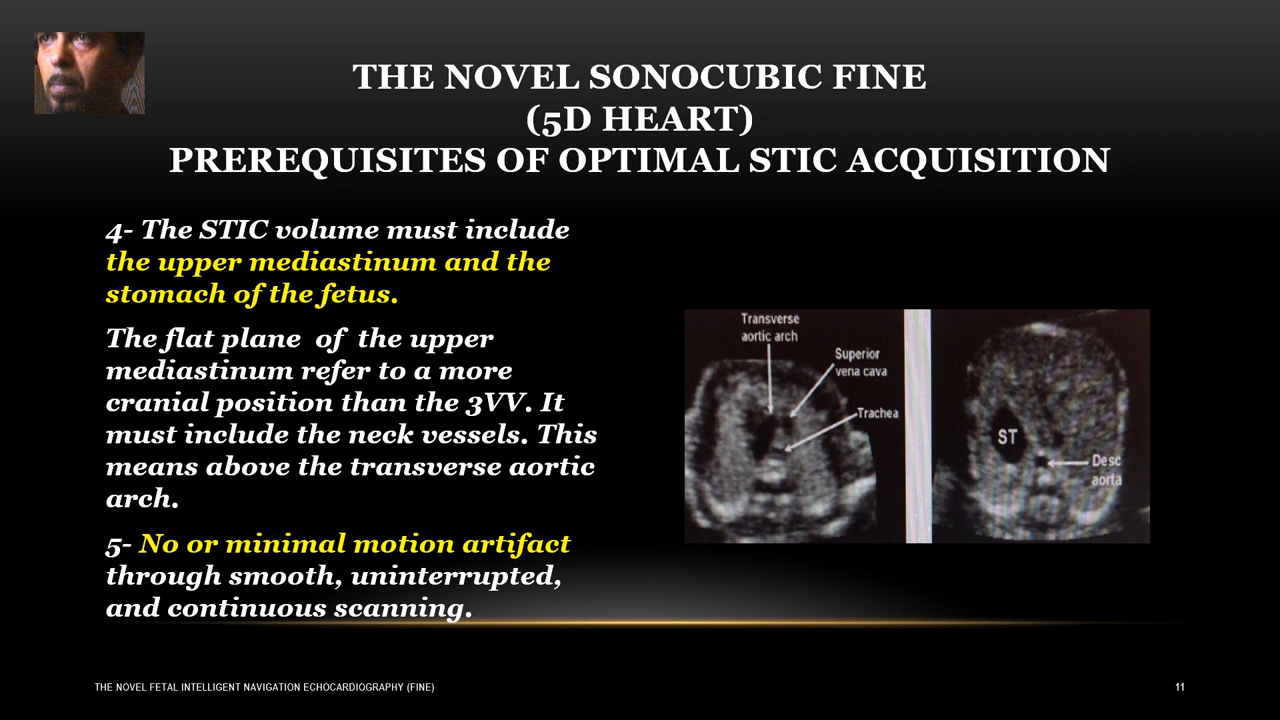 THE NOVEL SONOCUBIC FINE
(5D HEART)
PREREQUISITES OF OPTIMAL STIC ACQUISITION
4- The STIC volume must include
the upper mediastinum and the
stomach of the fetus.
The flat plane of the upper
mediastinum refer to a more
cranial position than the 3VV. It
must include the neck vessels. This
means above the transverse aortic
arch.
5- No or minimal motion artifact
through smooth, uninterrupted,
and continuous scanning.
Transverse
aortic arch
Superior
vena cava
Trachea
ST
Desc
aorta
THE NOVEL FETAL INTELLIGENT NAVIGATION ECHOCARDIOGRAPHY (FINE)
11